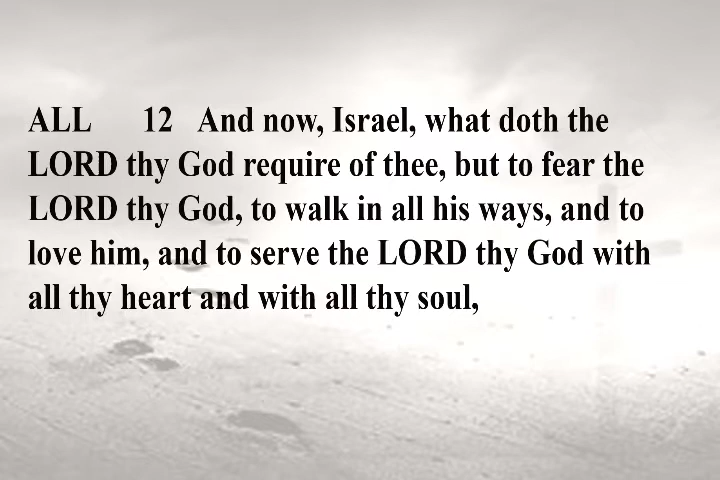 ALL 12 And now, Israel, what doth the
LORD thy God require of thee, but to fear the
LORD thy God, to walk in all his ways, and to
love him, and to serve the LORD thy God with
all thy heart and with all thy soul,